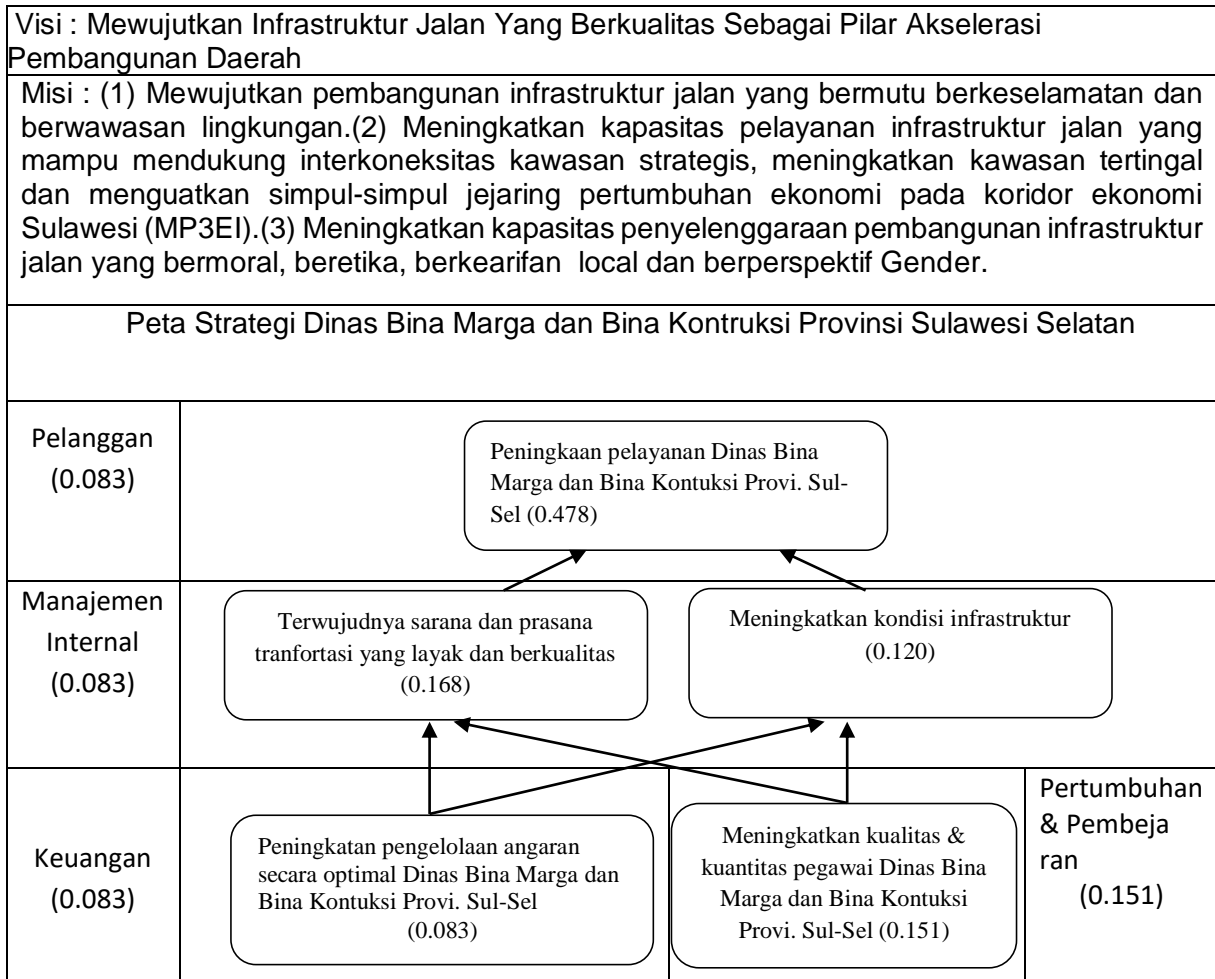 Visi : Mewujutkan Infrastruktur Jalan Yang Berkualitas Sebagai Pilar Akselerasi
Pembangunan Daerah
Misi : (1) Mewujutkan pembangunan infrastruktur jalan yang bermutu berkeselamatan dan
berwawasan lingkungan.(2) Meningkatkan kapasitas pelayanan infrastruktur jalan yang
mampu mendukung interkoneksitas kawasan strategis, meningkatkan kawasan tertingal
dan menguatkan simpul-simpul jejaring pertumbuhan ekonomi pada koridor ekonomi
Sulawesi (MP3EI).(3) Meningkatkan kapasitas penyelenggaraan pembangunan infrastruktur
jalan yang bermoral, beretika, berkearifan local dan berperspektif Gender.
Peta Strategi Dinas Bina Marga dan Bina Kontruksi Provinsi Sulawesi Selatan
Pelanggan
(0.083)
Peningkaan pelayanan Dinas Bina
Marga dan Bina Kontuksi Provi. Sul-
Sel (0.478)
Manajemen
Internal
(0.083)
Terwujudnya sarana dan prasana
tranfortasi yang layak dan berkualitas
(0.168)
Meningkatkan kondisi infrastruktur
(0.120)
Keuangan
(0.083)
Peningkatan pengelolaan angaran
secara optimal Dinas Bina Marga dan
Bina Kontuksi Provi. Sul-Sel
(0.083)
Meningkatkan kualitas &
kuantitas pegawai Dinas Bina
Marga dan Bina Kontuksi
Provi. Sul-Sel (0.151)
Pertumbuhan
& Pembeja
ran
(0.151)